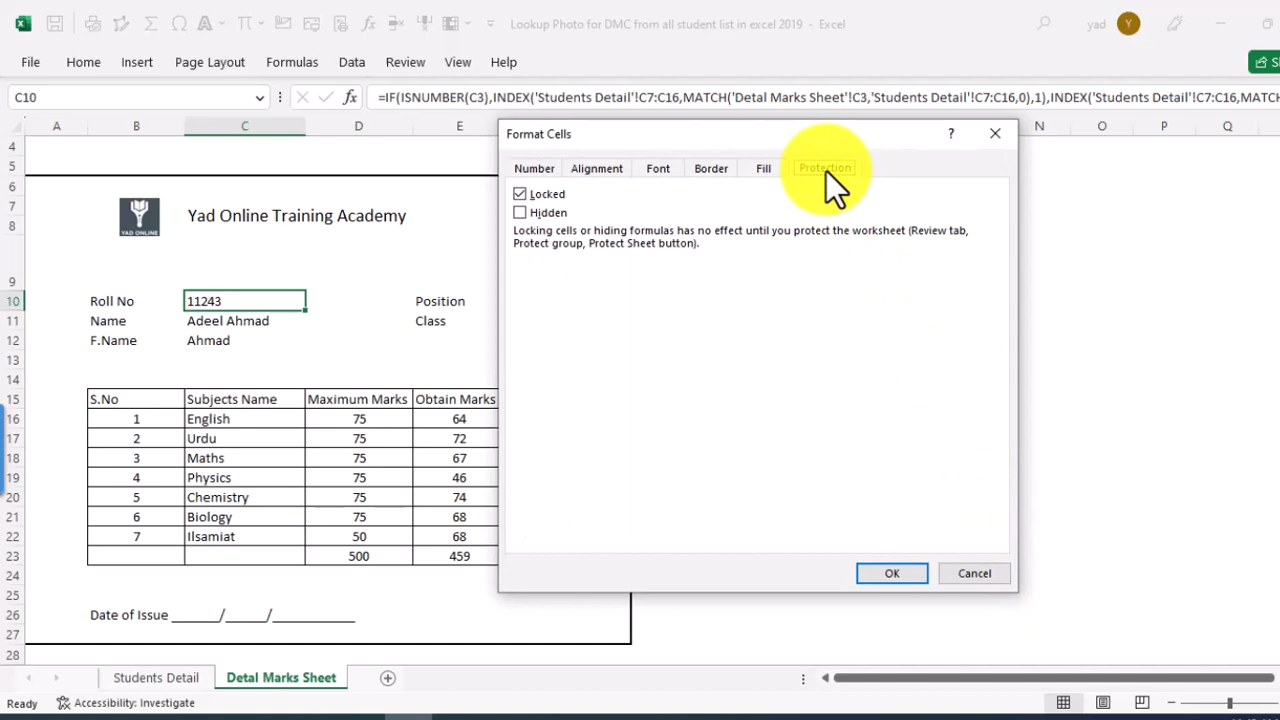 Lookup Photo for DMC from all student list in excel 2019 - Excel
yad
Y
File Home Insert Page Layout Formulas Data Review View Help
C10
fx
=IF(ISNUMBER(C3),INDEX('Students Detail'!C7:C16,MATCH('Detal Marks Sheet'!C3,'Students Detail'!C7:C16,0),1),INDEX('Students Detail'!C7:C16,MATCH
A B C D E N O P Q
Format Cells
?
Number Alignment Font Border Fill Protection
Locked
Hidden
Locking cells or hiding formulas has no effect until you protect the worksheet (Review tab,
Protect group, Protect Sheet button).
OK Cancel
4
5
6
7
8
9
10
11
12
13
14
15
16
17
18
19
20
21
22
23
24
25
26
27
28
YAD ONLINE
Yad Online Training Academy
Roll No 11243 Position
Name Adeel Ahmad Class
F.Name Ahmad
S.No Subjects Name Maximum Marks Obtain Marks
1 English 75 64
2 Urdu 75 72
3 Maths 75 67
4 Physics 75 46
5 Chemistry 75 74
6 Biology 75 68
7 Ilsamiat 50 68
500 459
Date of Issue ______/_____/__________
Students Detail Detal Marks Sheet
Ready Accessibility: Investigate